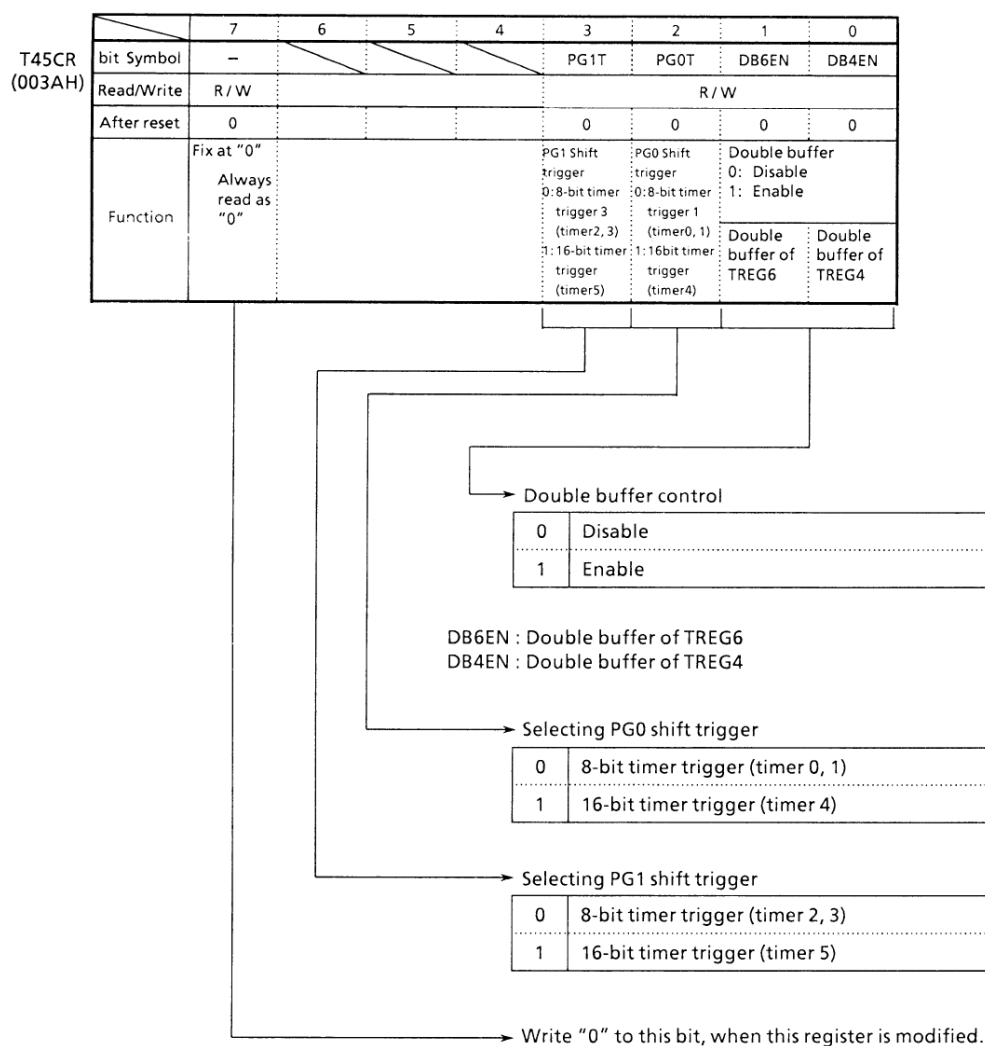 7 6 5 4 3 2 1 0
T45CR
(003AH)
bit Symbol – PG1T PG0T DB6EN DB4EN
Read/Write R / W R / W
After reset 0 0 0 0 0
Function
Fix at "0"
Always
read as
"0"
PG1 Shift
trigger
0:8-bit timer
trigger 3
(timer2, 3)
1:16-bit timer
trigger
(timer5)
PG0 Shift
trigger
0:8-bit timer
trigger 1
(timer0, 1)
1:16bit timer
trigger
(timer4)
Double buffer
0: Disable
1: Enable
Double
buffer of
TREG6
Double
buffer of
TREG4
Double buffer control
0 Disable
1 Enable
DB6EN : Double buffer of TREG6
DB4EN : Double buffer of TREG4
Selecting PG0 shift trigger
0 8-bit timer trigger (timer 0, 1)
1 16-bit timer trigger (timer 4)
Selecting PG1 shift trigger
0 8-bit timer trigger (timer 2, 3)
1 16-bit timer trigger (timer 5)
Write "0" to this bit, when this register is modified.